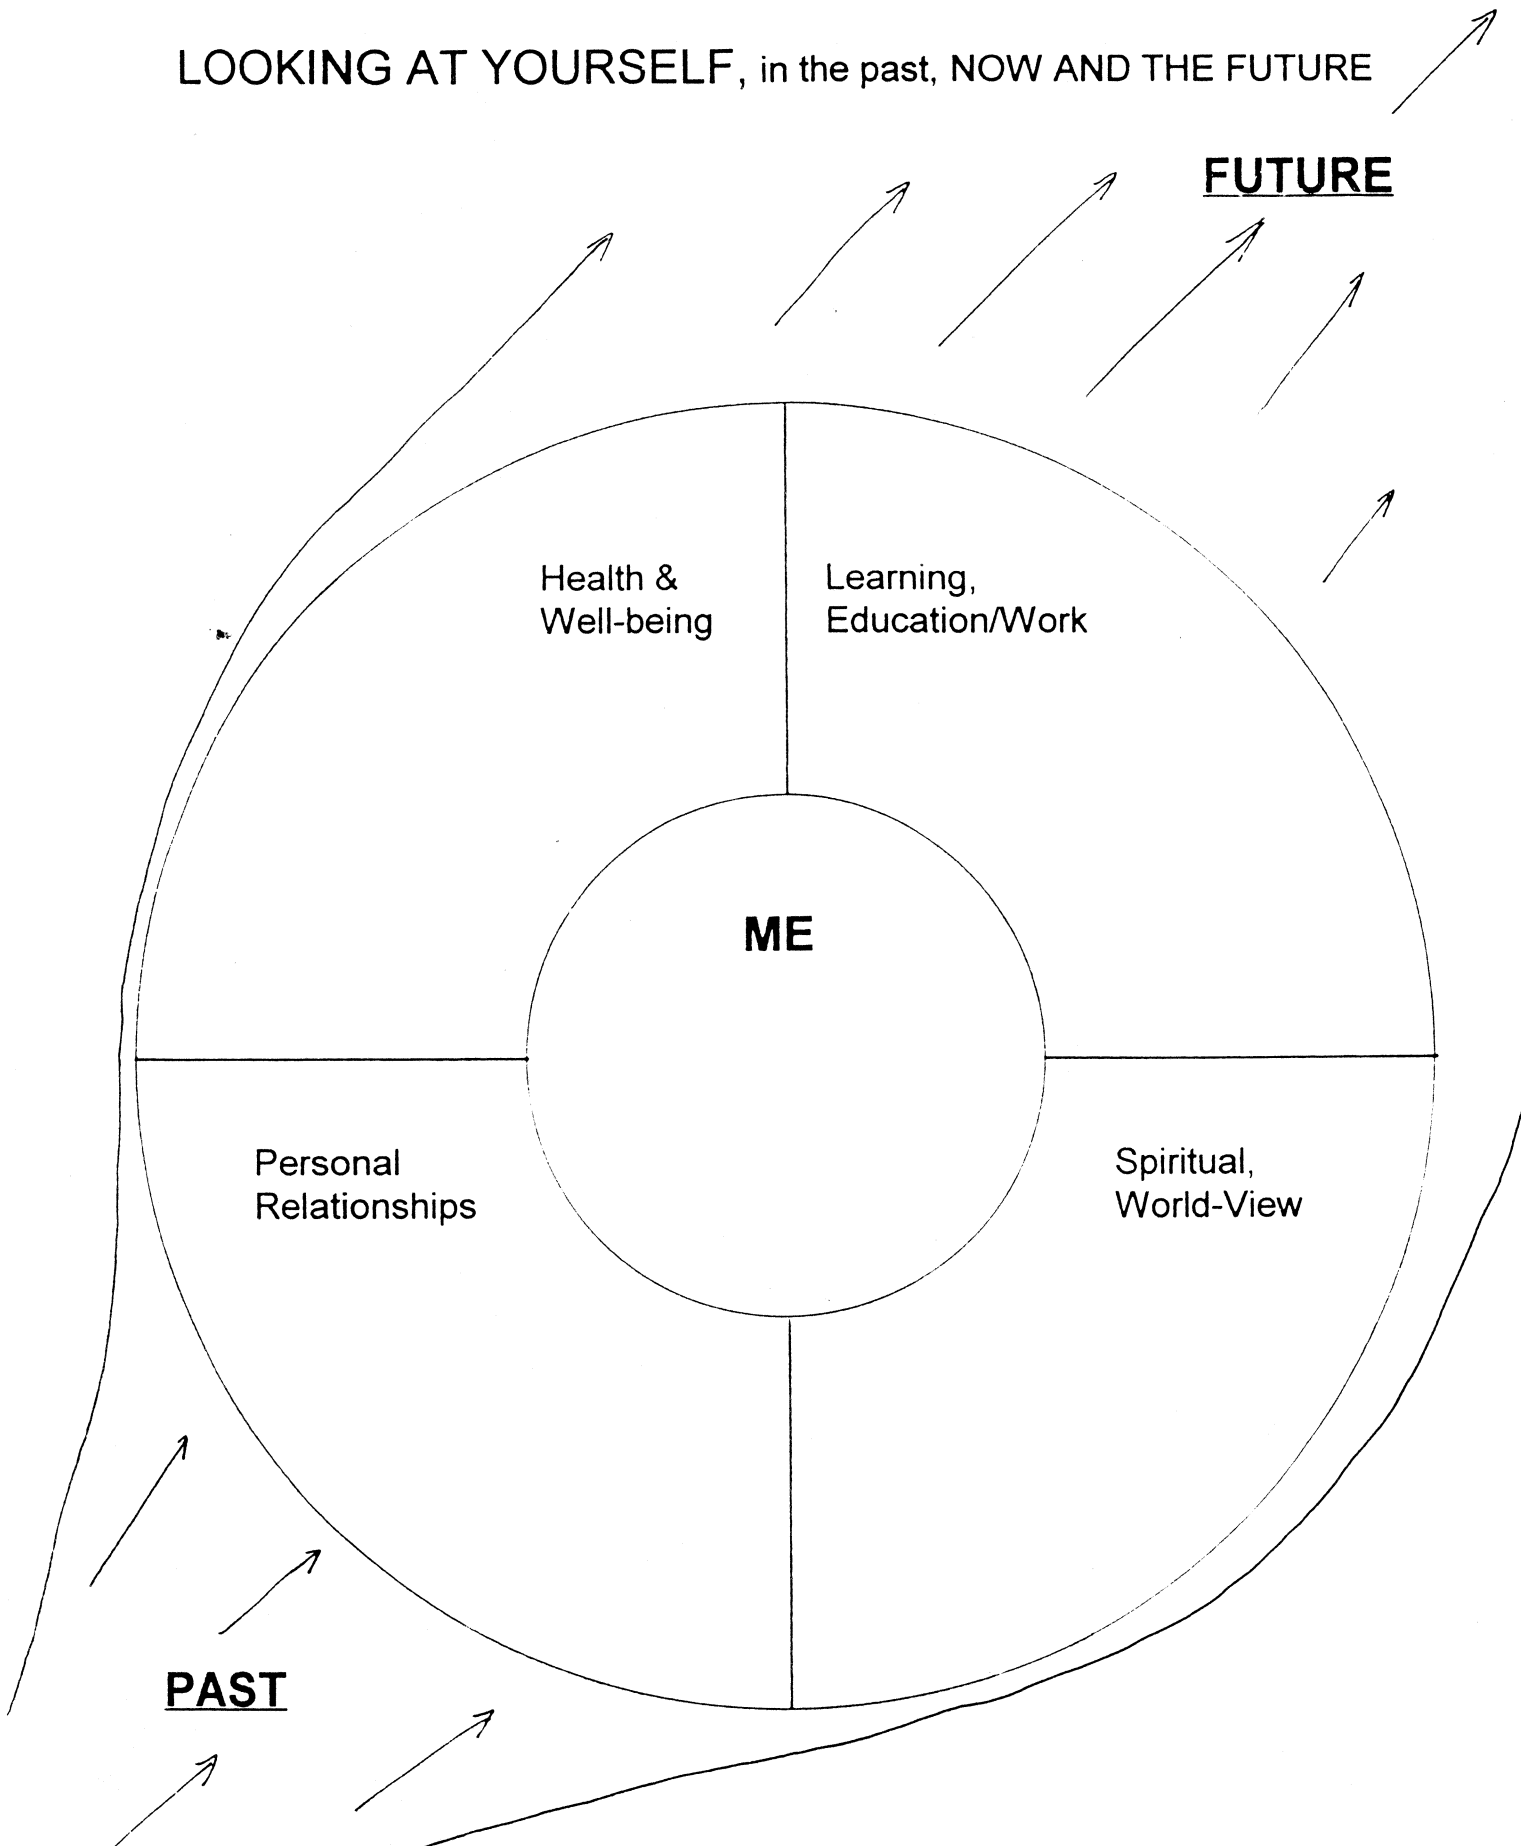 LOOKING AT YOURSELF, in the past, NOW AND THE FUTURE
FUTURE
Health &
Well-being
Learning,
Education/Work
ME
Personal
Relationships
Spiritual,
World-View
PAST